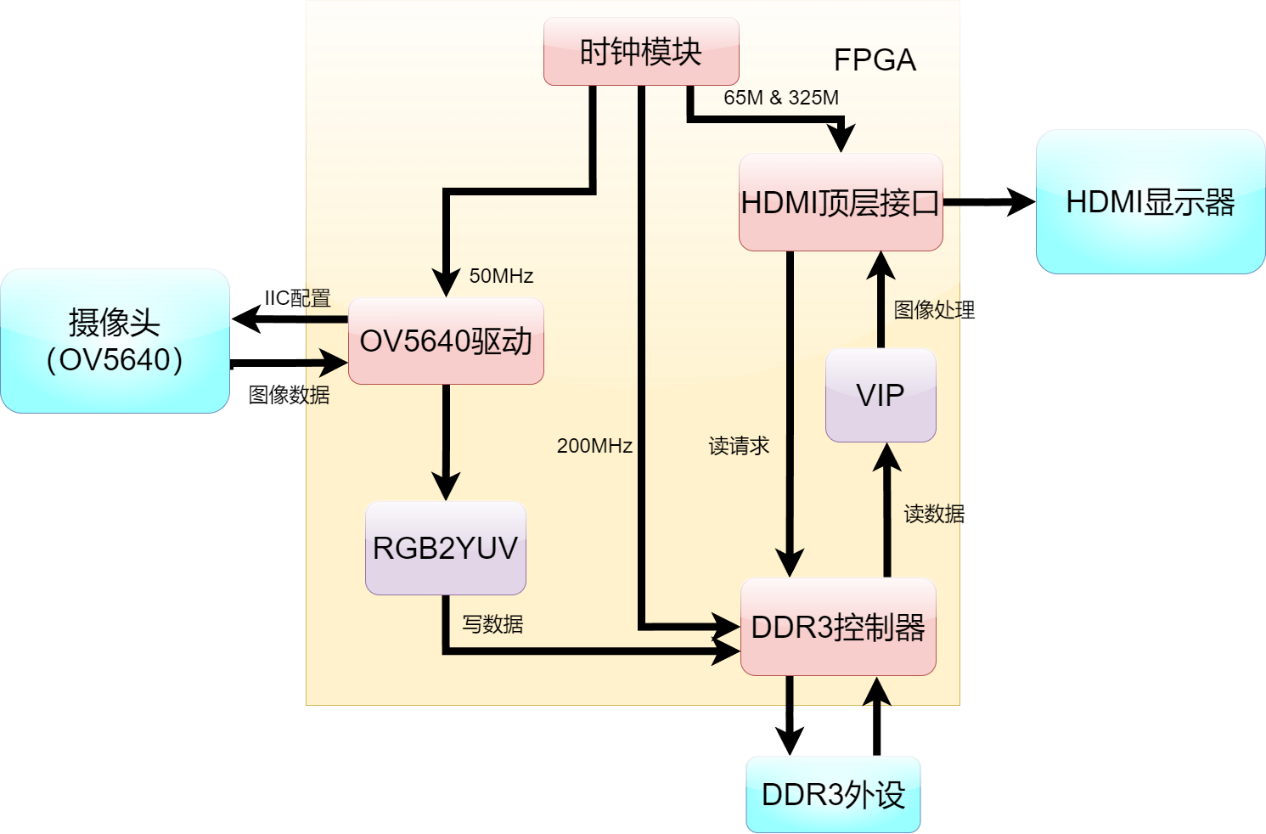 时钟模块
FPGA
65M & 325M
HDMI顶层接口
HDMI显示器
50MHz
IIC配置
摄像头
（OV5640）
OV5640驱动
图像数据
图像处理
VIP
200MHz
读请求
读数据
RGB2YUV
写数据
DDR3控制器
DDR3外设